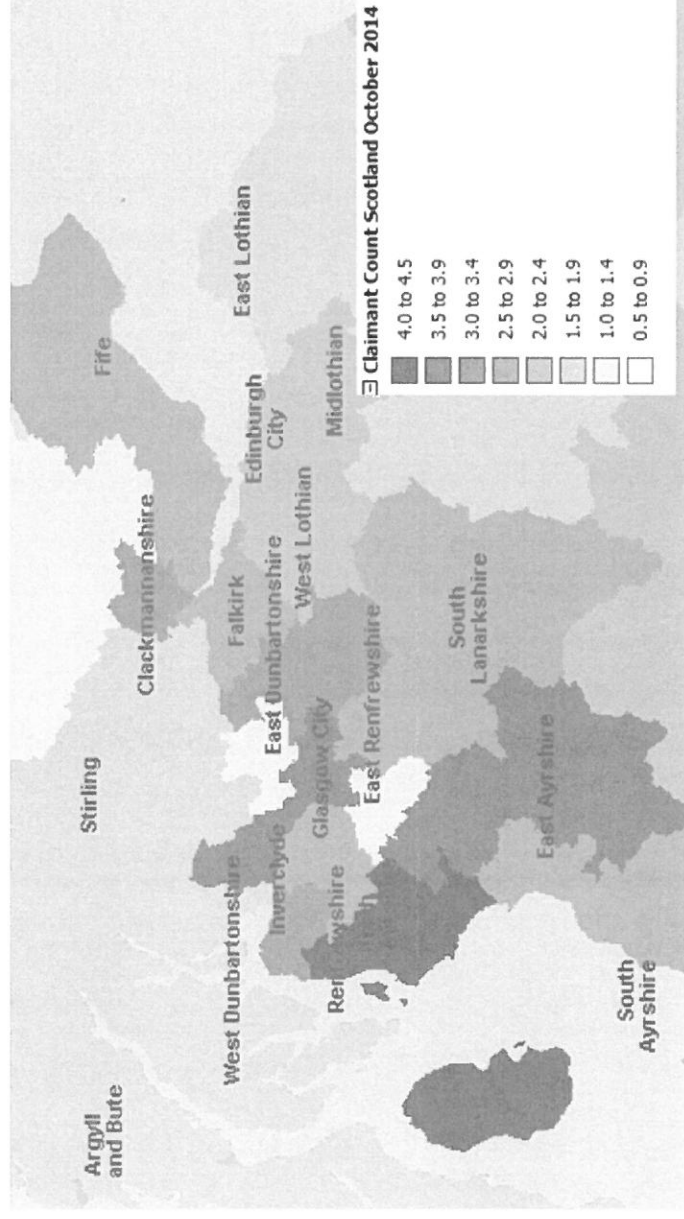 Argyll
and Bute
Stirling
Clackmannanshire
Fife
West Dunbartonshire
Inverclyde
East Dunbartonshire
Falkirk
Edinburgh
City
East Lothian
Glasgow City
West Lothian
Midlothian
East Renfrewshire
South
Lanarkshire
East Ayrshire
South
Ayrshire
Claimant Count Scotland October 2014
4.0 to 4.5
3.5 to 3.9
3.0 to 3.4
2.5 to 2.9
2.0 to 2.4
1.5 to 1.9
1.0 to 1.4
0.5 to 0.9